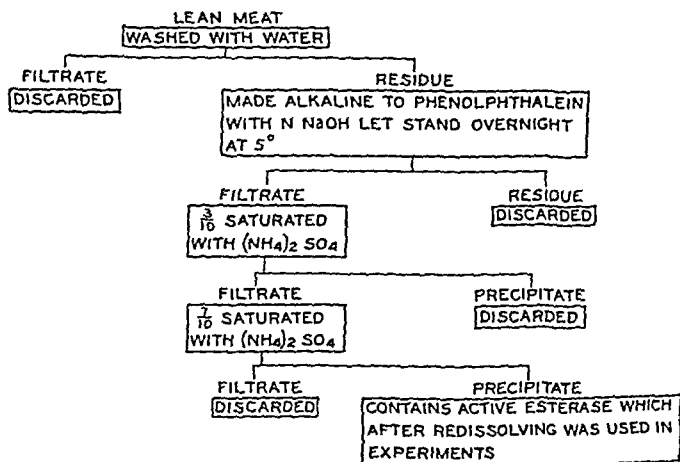 LEAN MEAT
WASHED WITH WATER
FILTRATE
DISCARDED
RESIDUE
MADE ALKALINE TO PHENOLPHTHALEIN
WITH N NaOH LET STAND OVERNIGHT
AT 5°
FILTRATE
3/10 SATURATED
WITH (NH4)2 SO4
RESIDUE
DISCARDED
FILTRATE
7/10 SATURATED
WITH (NH4)2 SO4
PRECIPITATE
DISCARDED
FILTRATE
DISCARDED
PRECIPITATE
CONTAINS ACTIVE ESTERASE WHICH
AFTER REDISSOLVING WAS USED IN
EXPERIMENTS